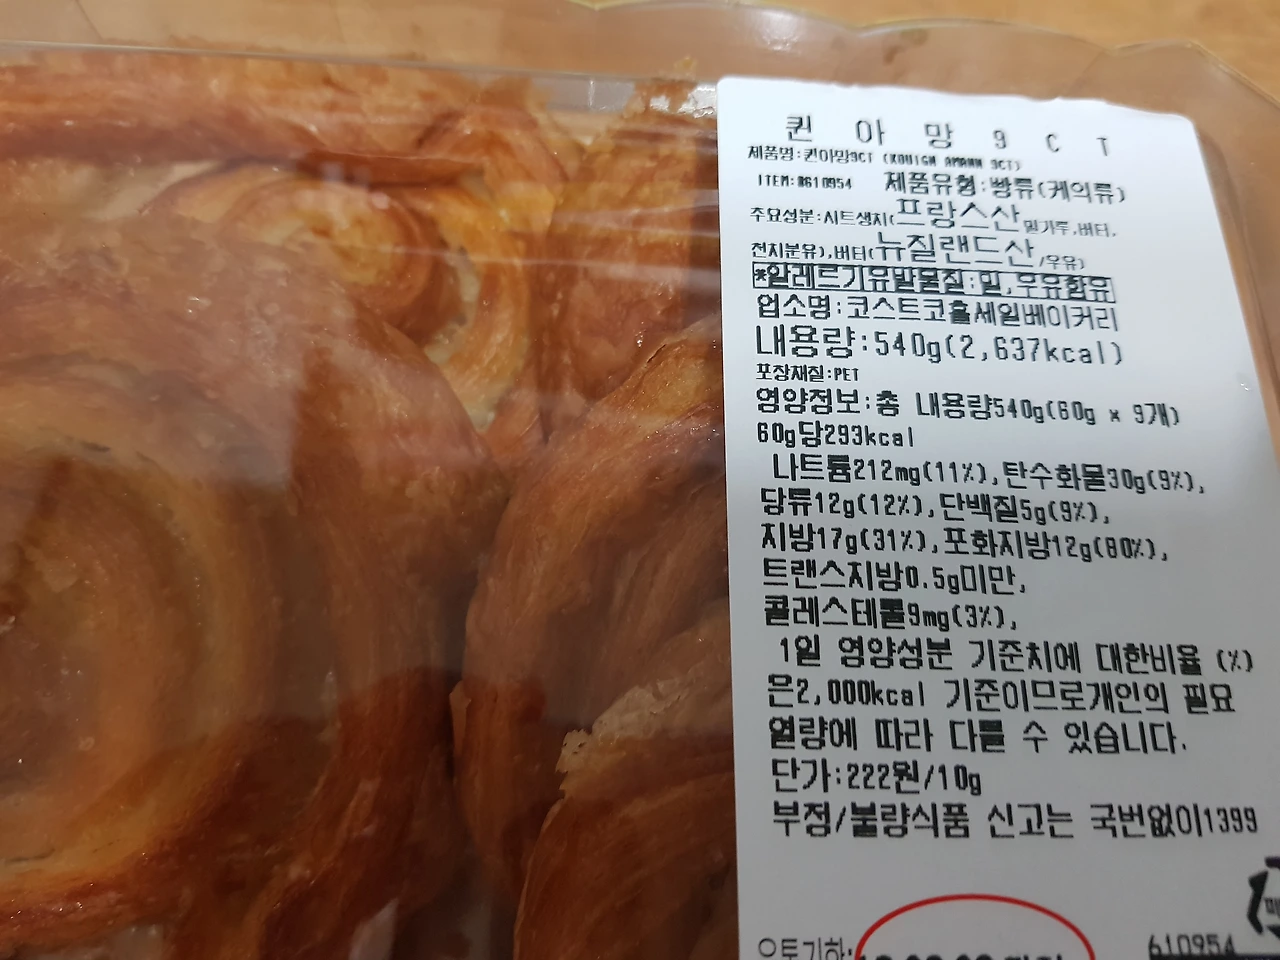 퀸 아 망 9 C T
제품명:퀸아망9CT (KOUIGN AMANN 9CT)
ITEM:#610954 제품유형:빵류(케익류)
주요성분:시트생지(프랑스산밀가루,버터,
전지분유),버터(뉴질랜드산/우유)
*알레르기유발물질:밀,우유함유
업소명:코스트코홀세일베이커리
내용량:540g(2,637kcal)
포장재질:PET
영양정보:총 내용량540g(60g x 9개)
60g당293kcal
나트륨212mg(11%),탄수화물30g(9%),
당류12g(12%),단백질5g(9%),
지방17g(31%),포화지방12g(80%),
트랜스지방0.5g미만,
콜레스테롤9mg(3%),
1일 영양성분 기준치에 대한비율 (%)
은2,000kcal 기준이므로개인의 필요
열량에 따라 다를 수 있습니다.
단가:222원/10g
부정/불량식품 신고는 국번없이1399
유통기한:
610954